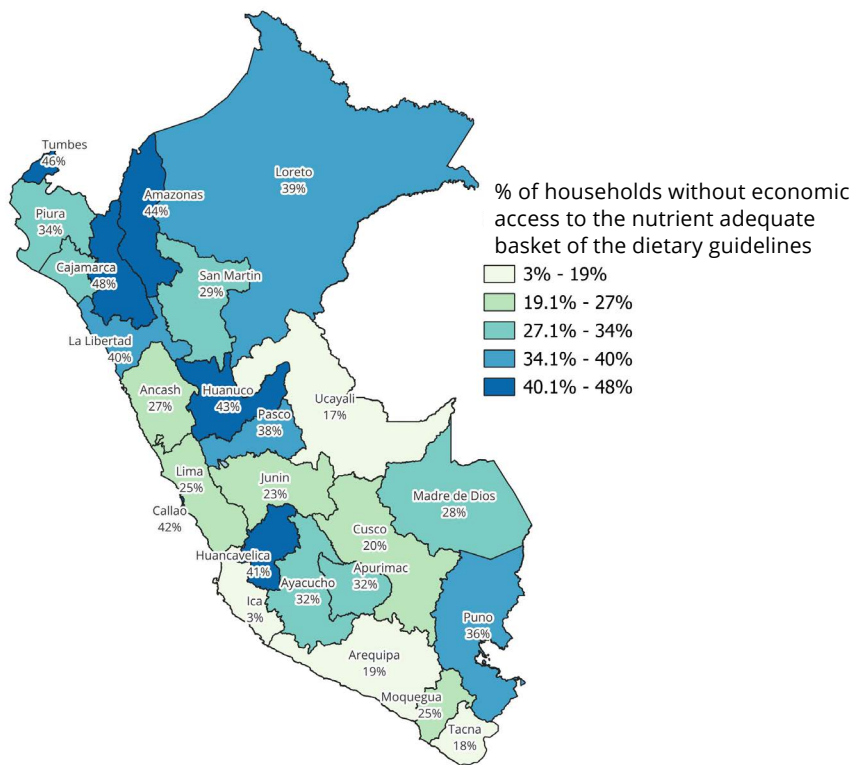 Tumbes
46%
Loreto
39%
Amazonas
44%
Piura
34%
Cajamarca
48%
San Martin
29%
La Libertad
40%
Ancash
27%
Huanuco
43%
Ucayali
17%
Pasco
38%
Lima
25%
Junin
23%
Callao
42%
Madre de Dios
28%
Cusco
20%
Huancavelica
41%
Apurimac
32%
Ayacucho
32%
Ica
3%
Puno
36%
Arequipa
19%
Moquegua
25%
Tacna
18%
% of households without economic
access to the nutrient adequate
basket of the dietary guidelines
3% - 19%
19.1% - 27%
27.1% - 34%
34.1% - 40%
40.1% - 48%